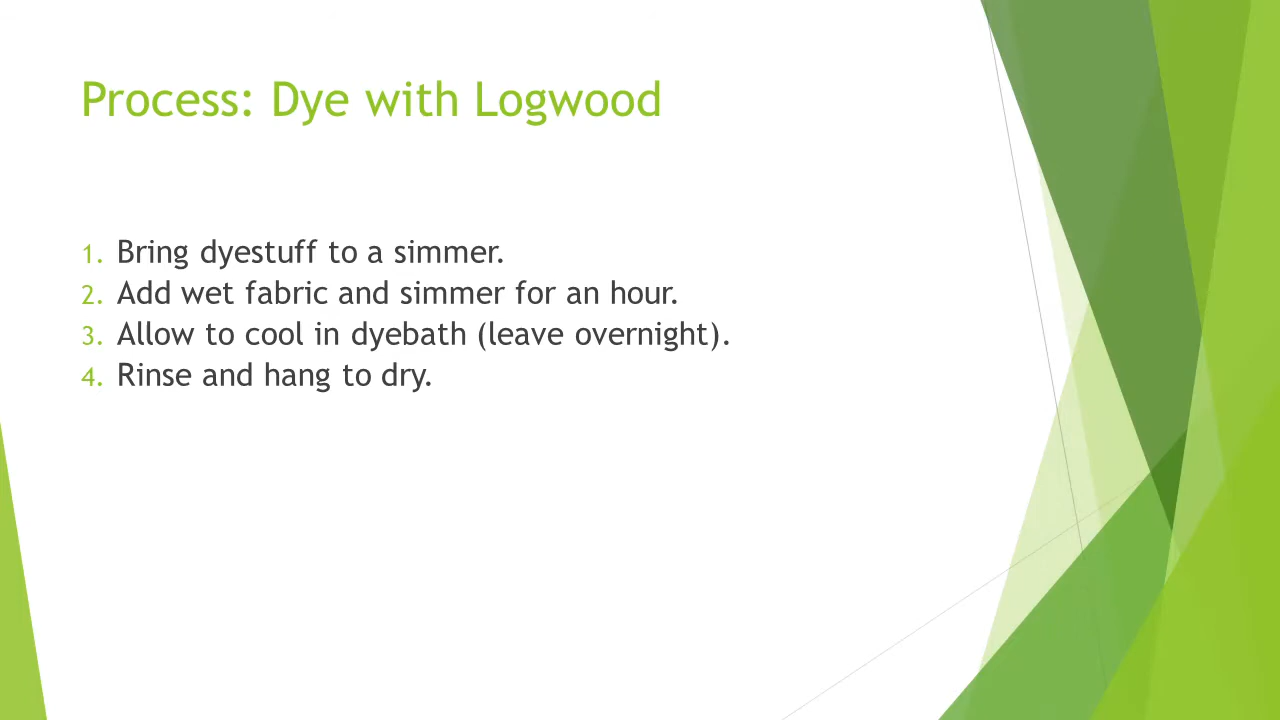 Process: Dye with Logwood
1. Bring dyestuff to a simmer.
2. Add wet fabric and simmer for an hour.
3. Allow to cool in dyebath (leave overnight).
4. Rinse and hang to dry.